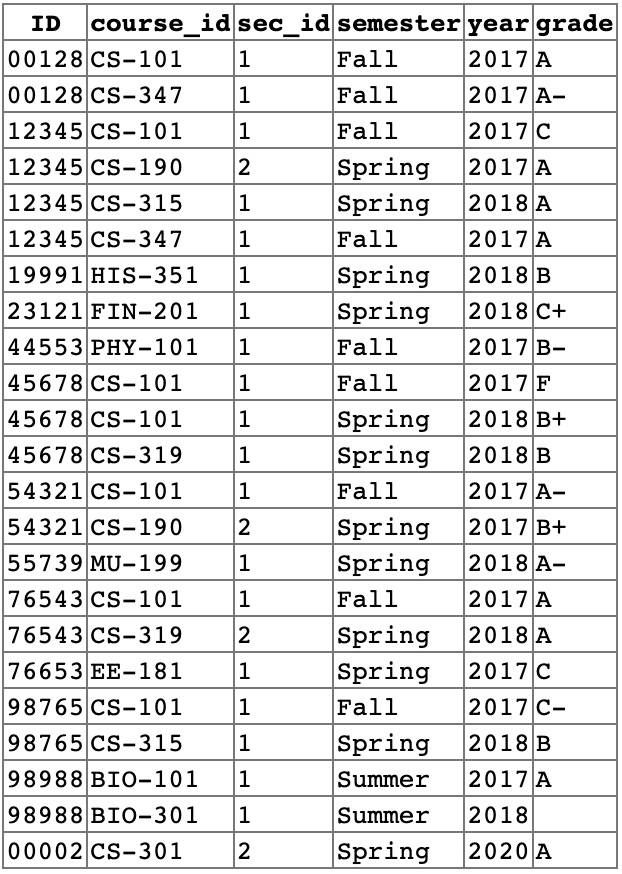 ID course_id sec_id semester year grade
00128 CS-101 1 Fall 2017 A
00128 CS-347 1 Fall 2017 A-
12345 CS-101 1 Fall 2017 C
12345 CS-190 2 Spring 2017 A
12345 CS-315 1 Spring 2018 A
12345 CS-347 1 Fall 2017 A
19991 HIS-351 1 Spring 2018 B
23121 FIN-201 1 Spring 2018 C+
44553 PHY-101 1 Fall 2017 B-
45678 CS-101 1 Fall 2017 F
45678 CS-101 1 Spring 2018 B+
45678 CS-319 1 Spring 2018 B
54321 CS-101 1 Fall 2017 A-
54321 CS-190 2 Spring 2017 B+
55739 MU-199 1 Spring 2018 A-
76543 CS-101 1 Fall 2017 A
76543 CS-319 2 Spring 2018 A
76653 EE-181 1 Spring 2017 C
98765 CS-101 1 Fall 2017 C-
98765 CS-315 1 Spring 2018 B
98988 BIO-101 1 Summer 2017 A
98988 BIO-301 1 Summer 2018
00002 CS-301 2 Spring 2020 A